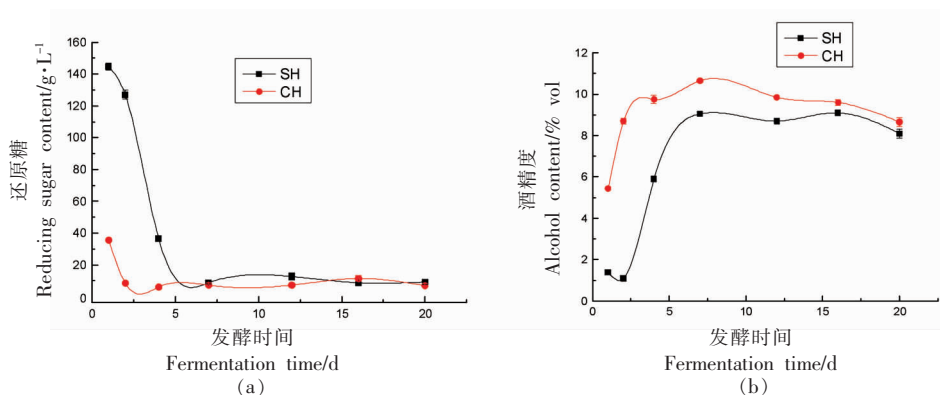 还原糖
Reducing sugar content/g·L⁻¹
160
140
120
100
80
60
40
20
0
SH
CH
0 5 10 15 20
发酵时间
Fermentation time/d
(a)
酒精度
Alcohol content/% vol
12
10
8
6
4
2
0
SH
CH
0 5 10 15 20
发酵时间
Fermentation time/d
(b)